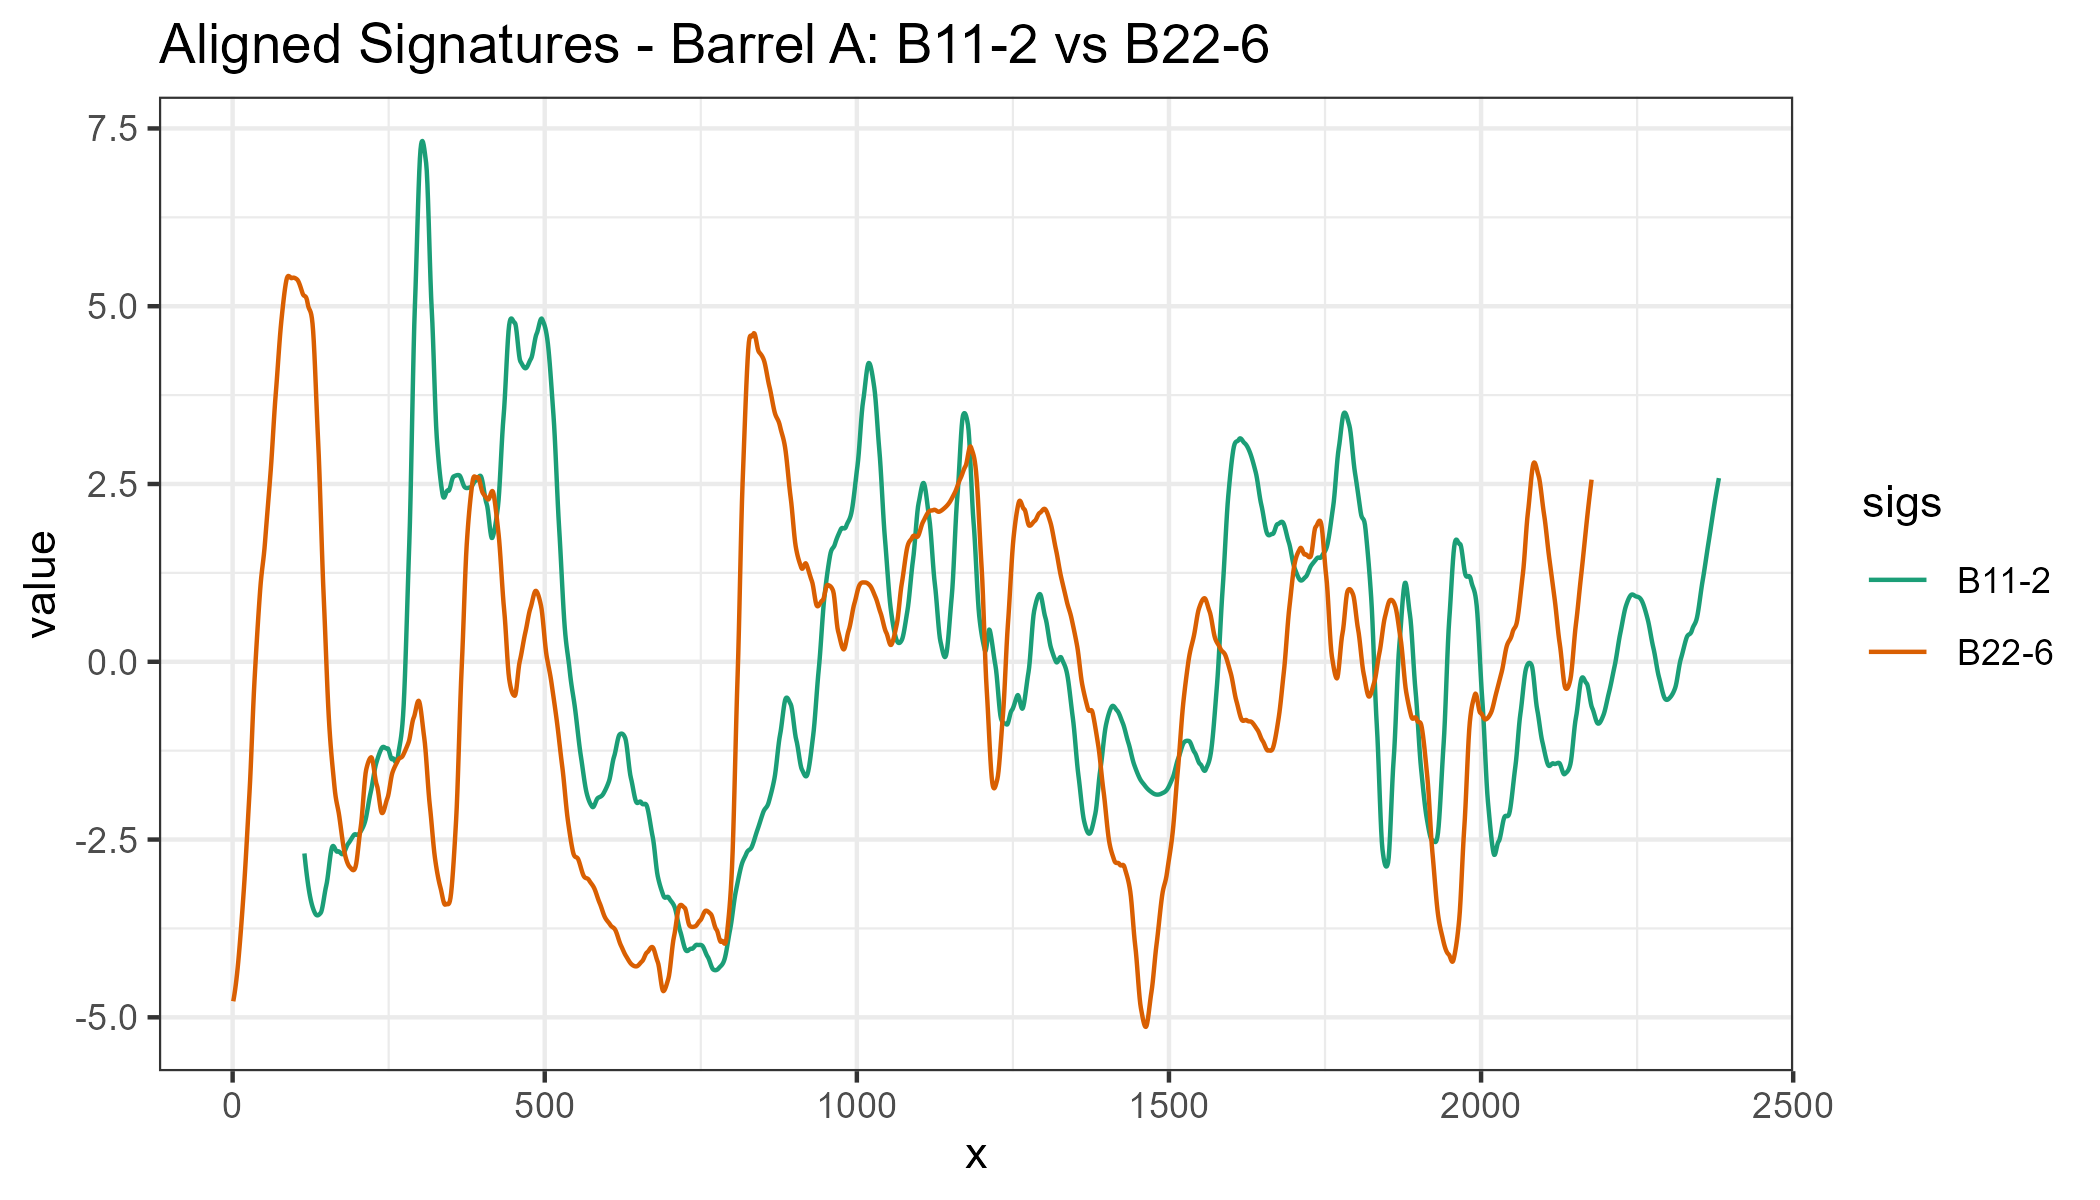 Aligned Signatures - Barrel A: B11-2 vs B22-6
7.5
5.0
2.5
0.0
-2.5
-5.0
value
0 500 1000 1500 2000 2500
x
sigs
B11-2
B22-6